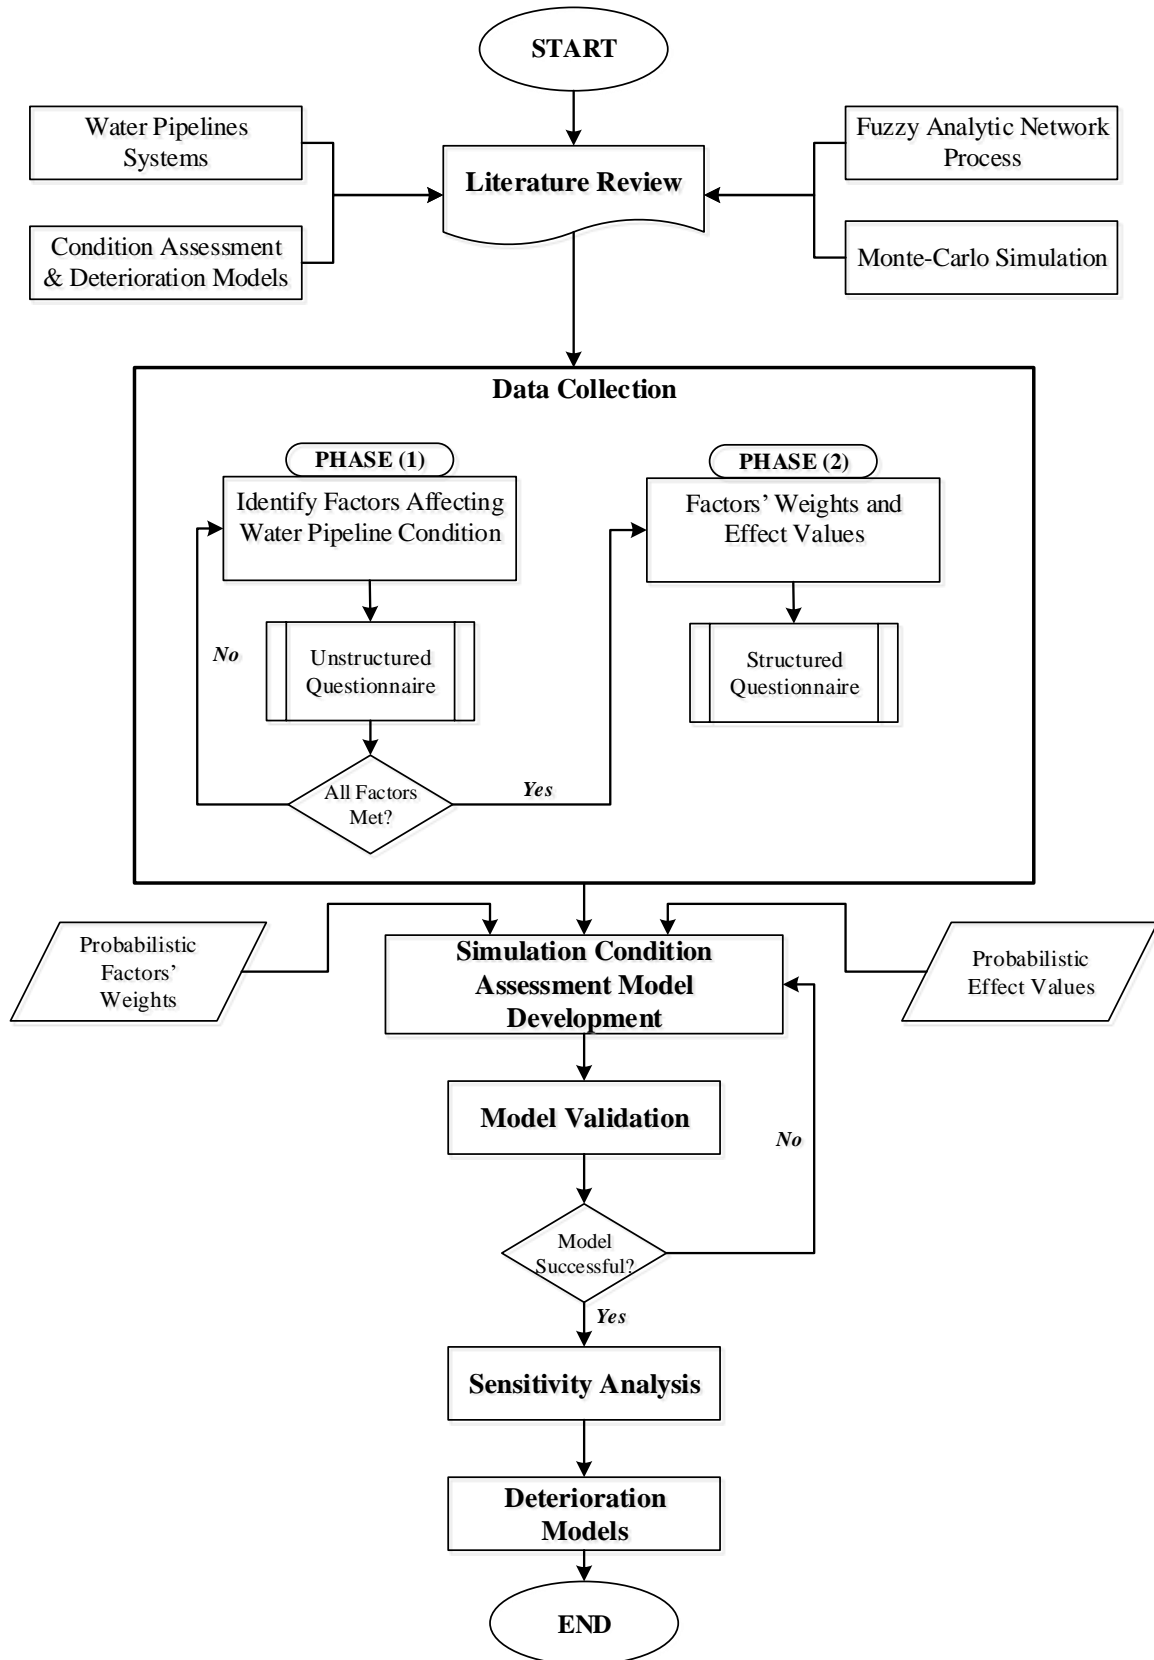 START
Water Pipelines
Systems
Fuzzy Analytic Network
Process
Literature Review
Condition Assessment
& Deterioration Models
Monte-Carlo Simulation
Data Collection
PHASE (1)
Identify Factors Affecting
Water Pipeline Condition
No
Unstructured
Questionnaire
All Factors
Met?
Yes
PHASE (2)
Factors’ Weights and
Effect Values
Structured
Questionnaire
Probabilistic
Factors’
Weights
Simulation Condition
Assessment Model
Development
Probabilistic
Effect Values
Model Validation
No
Model
Successful?
Yes
Sensitivity Analysis
Deterioration
Models
END